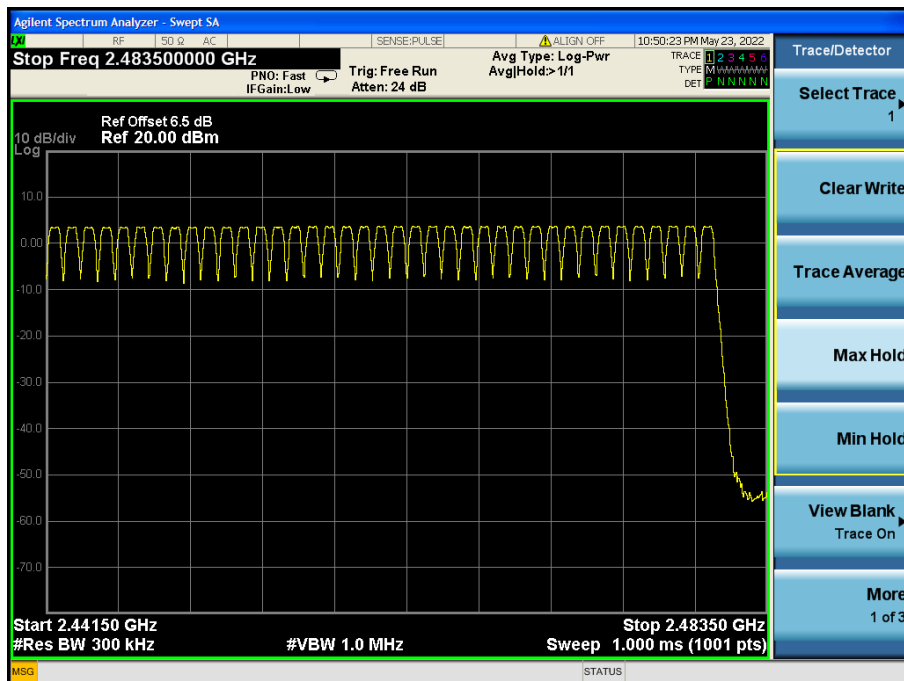 Agilent Spectrum Analyzer - Swept SA
LXI RF 50 Ω AC SENSE:PULSE ALIGN OFF 10:50:23 PM May 23, 2022
Stop Freq 2.483500000 GHz
PNO: Fast
IFGain:Low
Trig: Free Run
Atten: 24 dB
Avg Type: Log-Pwr
Avg|Hold:>1/1
TRACE 1 2 3 4 5 6
TYPE M W W W W W
DET P N N N N N
Ref Offset 6.5 dB
10 dB/div Ref 20.00 dBm
Log
10.0
0.00
-10.0
-20.0
-30.0
-40.0
-50.0
-60.0
-70.0
Start 2.44150 GHz Stop 2.48350 GHz
#Res BW 300 kHz #VBW 1.0 MHz Sweep 1.000 ms (1001 pts)
MSG STATUS
Trace/Detector
Select Trace
1
Clear Write
Trace Average
Max Hold
Min Hold
View Blank
Trace On
More
1 of 3